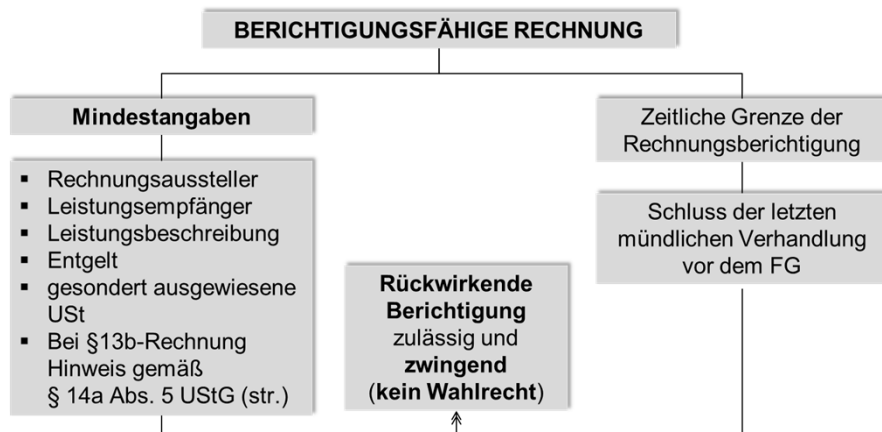 BERICHTIGUNGSFÄHIGE RECHNUNG
Mindestangaben
▪ Rechnungsaussteller
▪ Leistungsempfänger
▪ Leistungsbeschreibung
▪ Entgelt
▪ gesondert ausgewiesene
USt
▪ Bei §13b-Rechnung
Hinweis gemäß
§ 14a Abs. 5 UStG (str.)
Rückwirkende
Berichtigung
zulässig und
zwingend
(kein Wahlrecht)
Zeitliche Grenze der
Rechnungsberichtigung
Schluss der letzten
mündlichen Verhandlung
vor dem FG